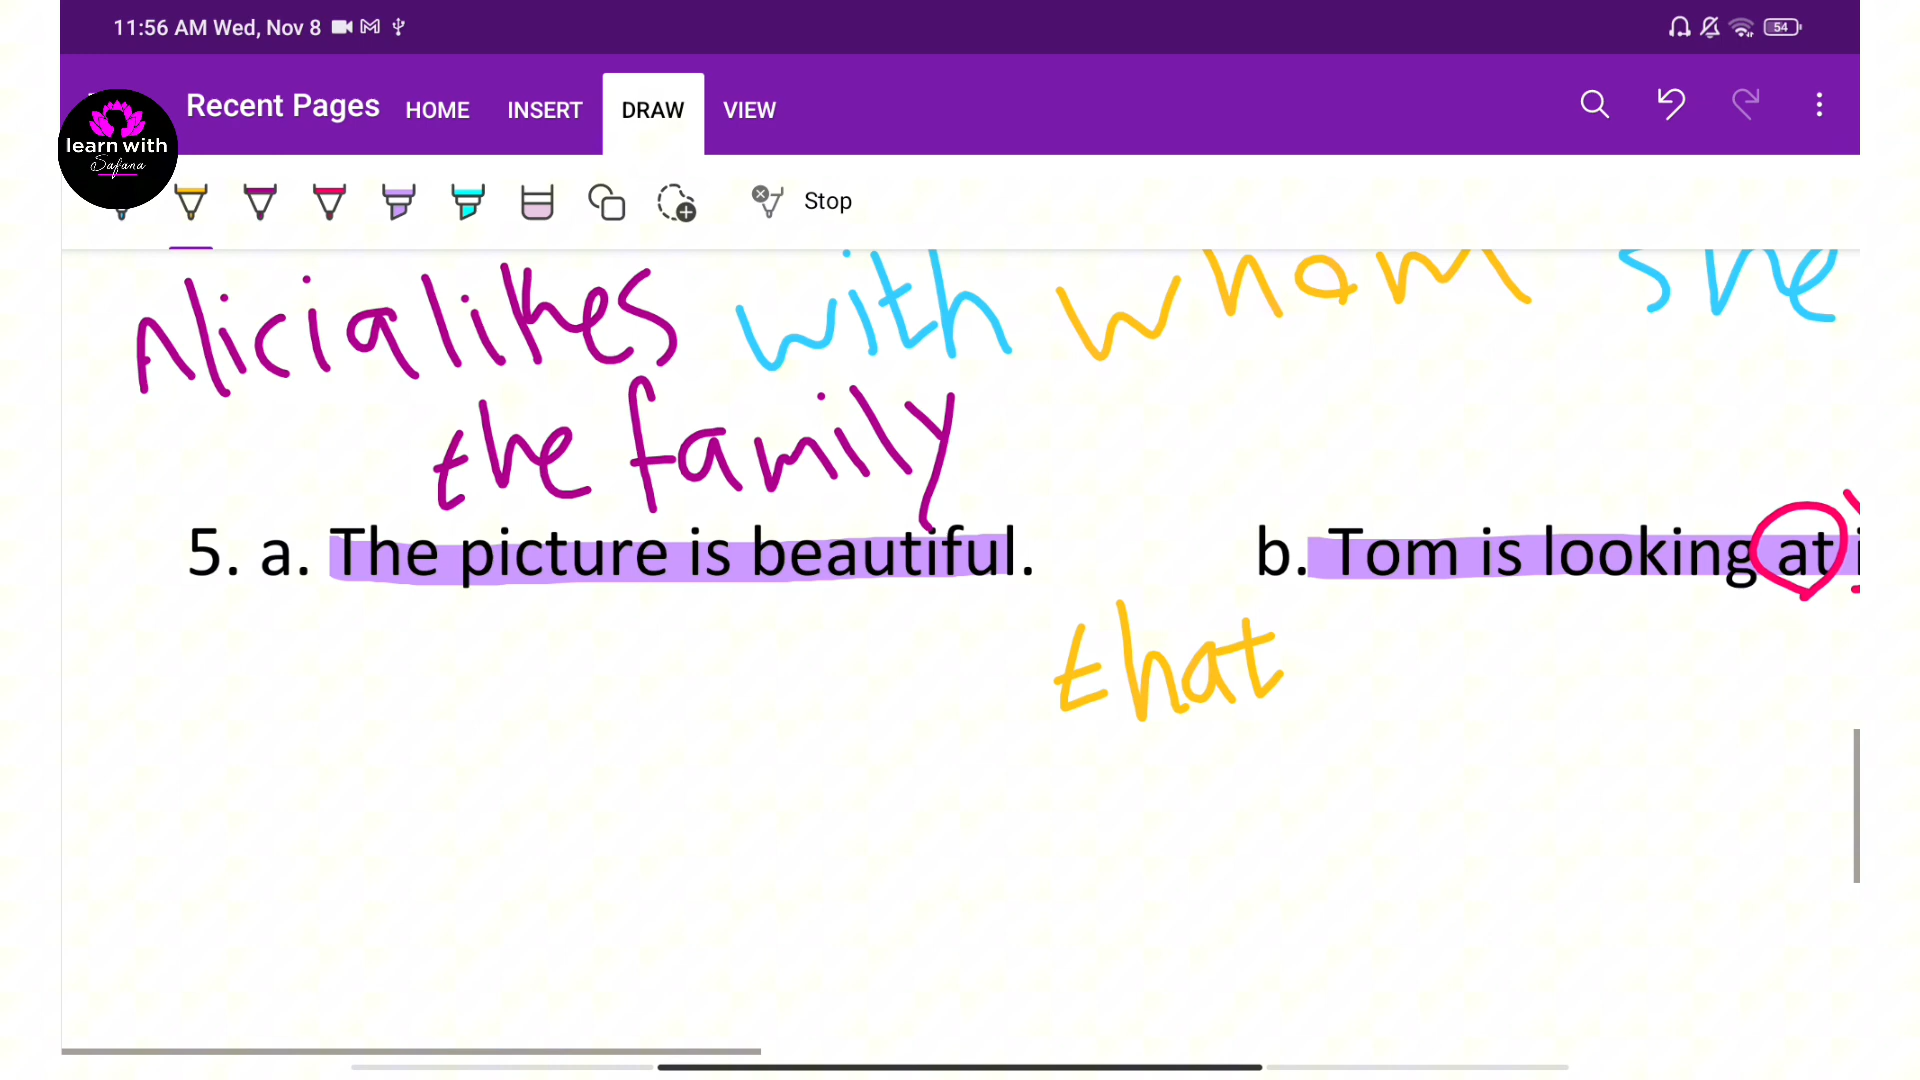 11:56 AM Wed, Nov 8
54
Recent Pages HOME INSERT DRAW VIEW
learn with
Safana
Stop
Alicia likes with whom she
the family
5. a. The picture is beautiful. b. Tom is looking at
that